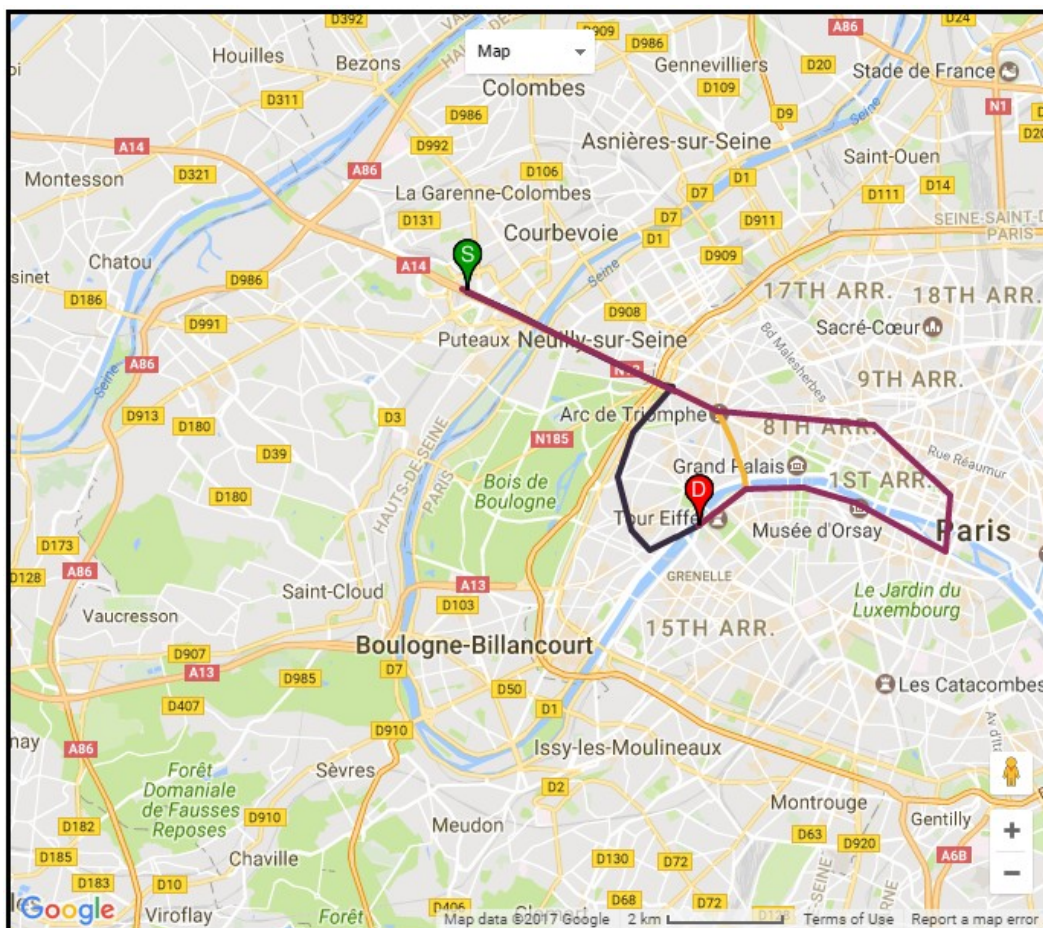 D392
D24
A86
Houilles
Map
D909
D986
Gennevilliers
D20
Bezons
Stade de France
Colombes
D109
D311
D986
D9
N1
A14
D992
Asnières-sur-Seine
A86
D106
D7
D1
Saint-Ouen
Montesson
D321
La Garenne-Colombes
D111
D14
D131
D7
D911
Courbevoie
D1
D909
Chatou
S
A14
Seine
D986
17TH ARR.
18TH ARR.
D186
D908
D991
Puteaux
Neuilly-sur-Seine
Sacré-Cœur
Bd Malesherbes
A86
9TH ARR.
Seine
D913
D3
Arc de Triomphe
8TH ARR.
D180
N185
D39
Rue Réaumur
Grand Palais
HAUTS-DE-SEINE
PARIS
Bois de
Boulogne
1ST ARR.
D180
D
Tour Eiffe
Musée d'Orsay
Paris
D173
D128
A86
GRENELLE
A13
Saint-Cloud
D103
Le Jardin du
Luxembourg
Vaucresson
15TH ARR.
Boulogne-Billancourt
D907
D7
A13
D985
D50
Les Catacombes
D407
D1
D910
A86
Issy-les-Moulineaux
Sèvres
Forêt
Domaniale
de Fausses
Reposes
D2
Montrouge
D910
Gentilly
D182
Meudon
D63
D920
D185
Chaville
D130
D72
A6B
D183
D10
D406
D68
D72
Google
Viroflay
Forêt
Map data ©2017 Google
2 km
Terms of Use
Report a map error